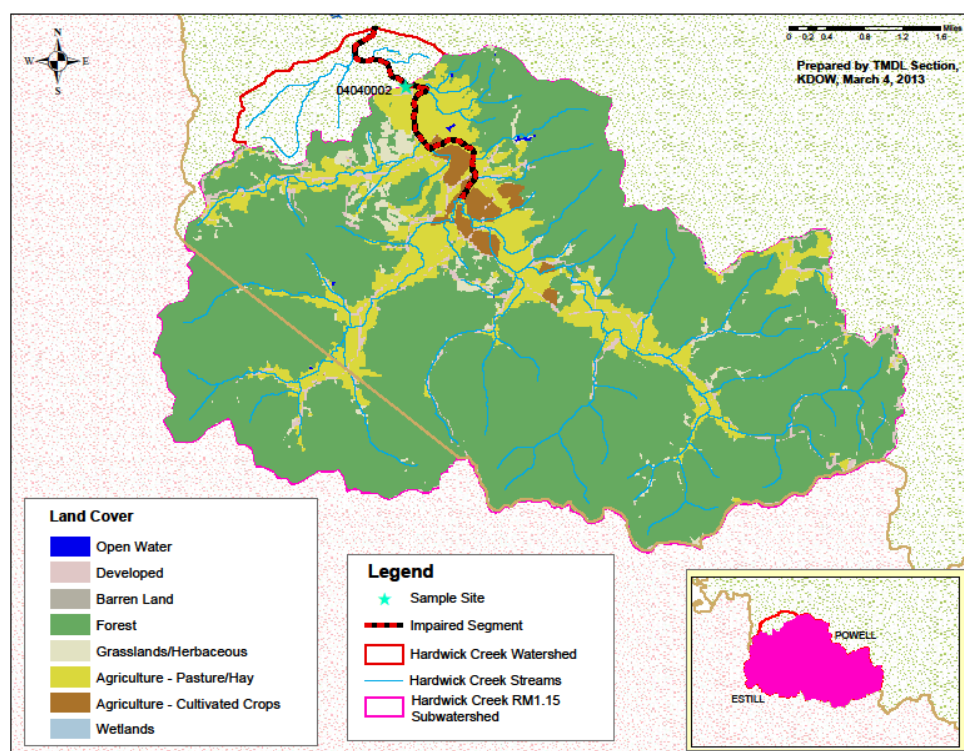 N
W E
S
Miles
0 0.2 0.4 0.8 1.2 1.6
Prepared by TMDL Section,
KDOW, March 4, 2013
04040002
Land Cover
Open Water
Developed
Barren Land
Forest
Grasslands/Herbaceous
Agriculture - Pasture/Hay
Agriculture - Cultivated Crops
Wetlands
Legend
Sample Site
Impaired Segment
Hardwick Creek Watershed
Hardwick Creek Streams
Hardwick Creek RM1.15
Subwatershed
POWELL
ESTILL